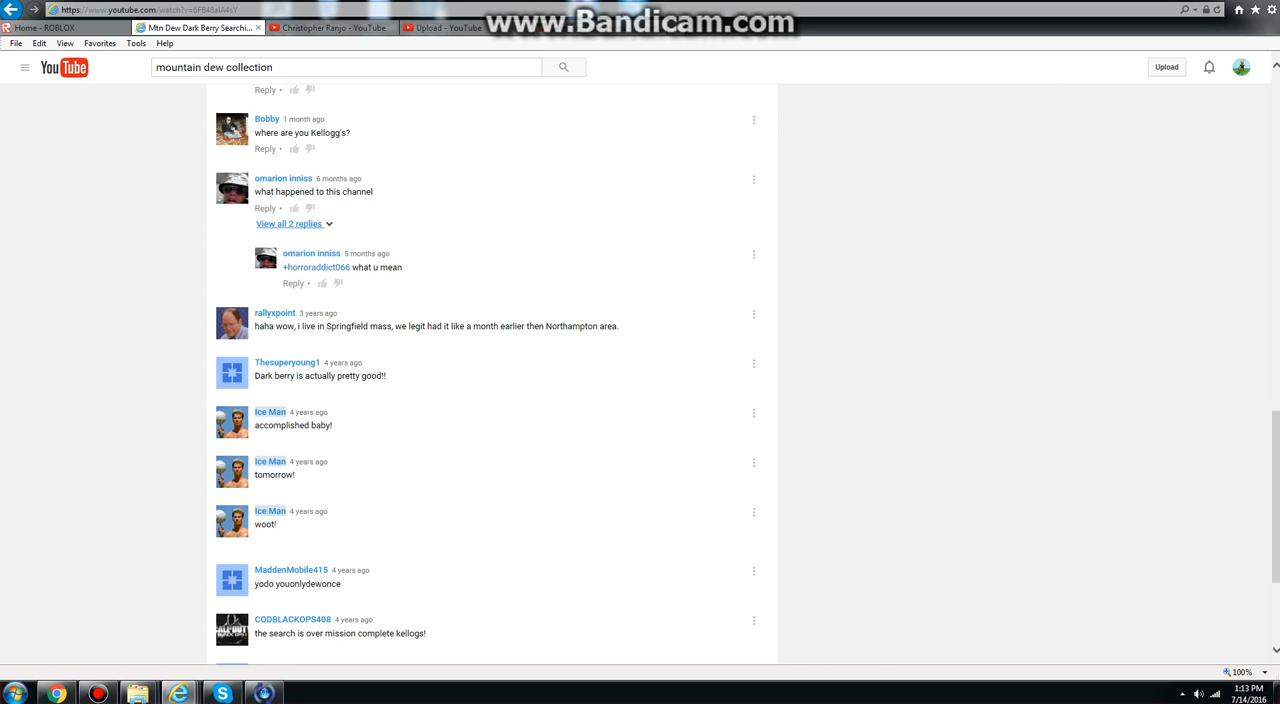 www.Bandicam.com
https://www.youtube.com/watch?v=6FB48alA4sY
Home - ROBLOX
Mtn Dew Dark Berry Searchi...
Christopher Ranjo - YouTube
Upload - YouTube
File Edit View Favorites Tools Help
YouTube
mountain dew collection
Upload
Reply •
Bobby 1 month ago
where are you Kellogg's?
Reply •
omarion inniss 6 months ago
what happened to this channel
Reply •
View all 2 replies
omarion inniss 5 months ago
+horroraddict066 what u mean
Reply •
rallyxpoint 3 years ago
haha wow, i live in Springfield mass, we legit had it like a month earlier then Northampton area.
Thesuperyoung1 4 years ago
Dark berry is actually pretty good!!
Ice Man 4 years ago
accomplished baby!
Ice Man 4 years ago
tomorrow!
Ice Man 4 years ago
woot!
MaddenMobile415 4 years ago
yodo youonlydewonce
CODBLACKOPS408 4 years ago
the search is over mission complete kellogs!
100%
1:13 PM
7/14/2016